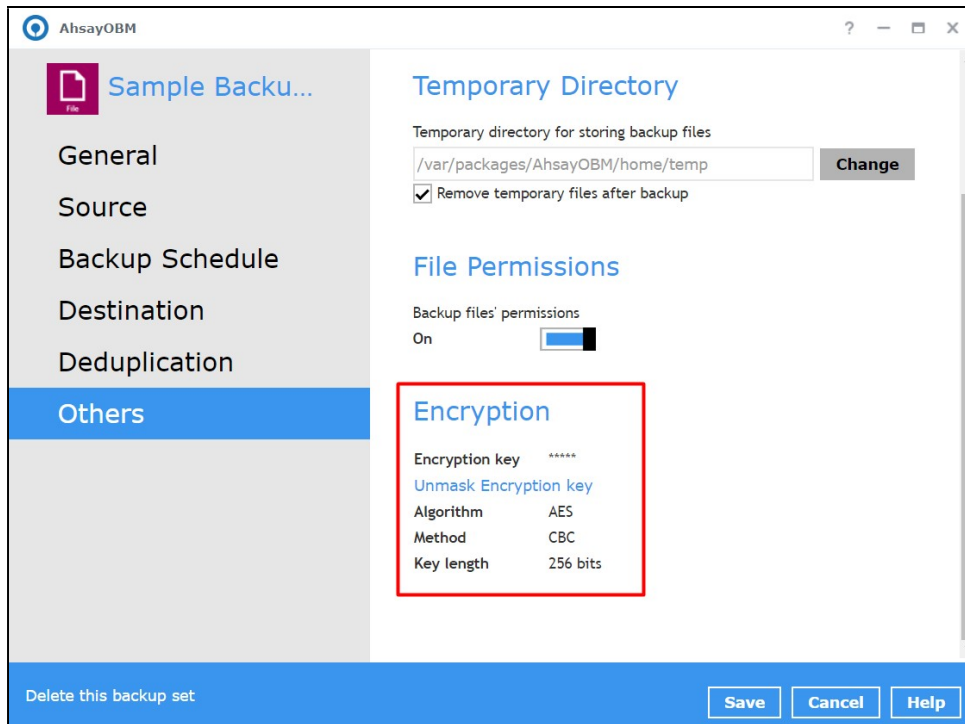 AhsayOBM
?
Sample Backu...
File
General
Source
Backup Schedule
Destination
Deduplication
Others
Temporary Directory
Temporary directory for storing backup files
/var/packages/AhsayOBM/home/temp
Change
Remove temporary files after backup
File Permissions
Backup files' permissions
On
Encryption
Encryption key *****
Unmask Encryption key
Algorithm AES
Method CBC
Key length 256 bits
Delete this backup set
Save Cancel Help